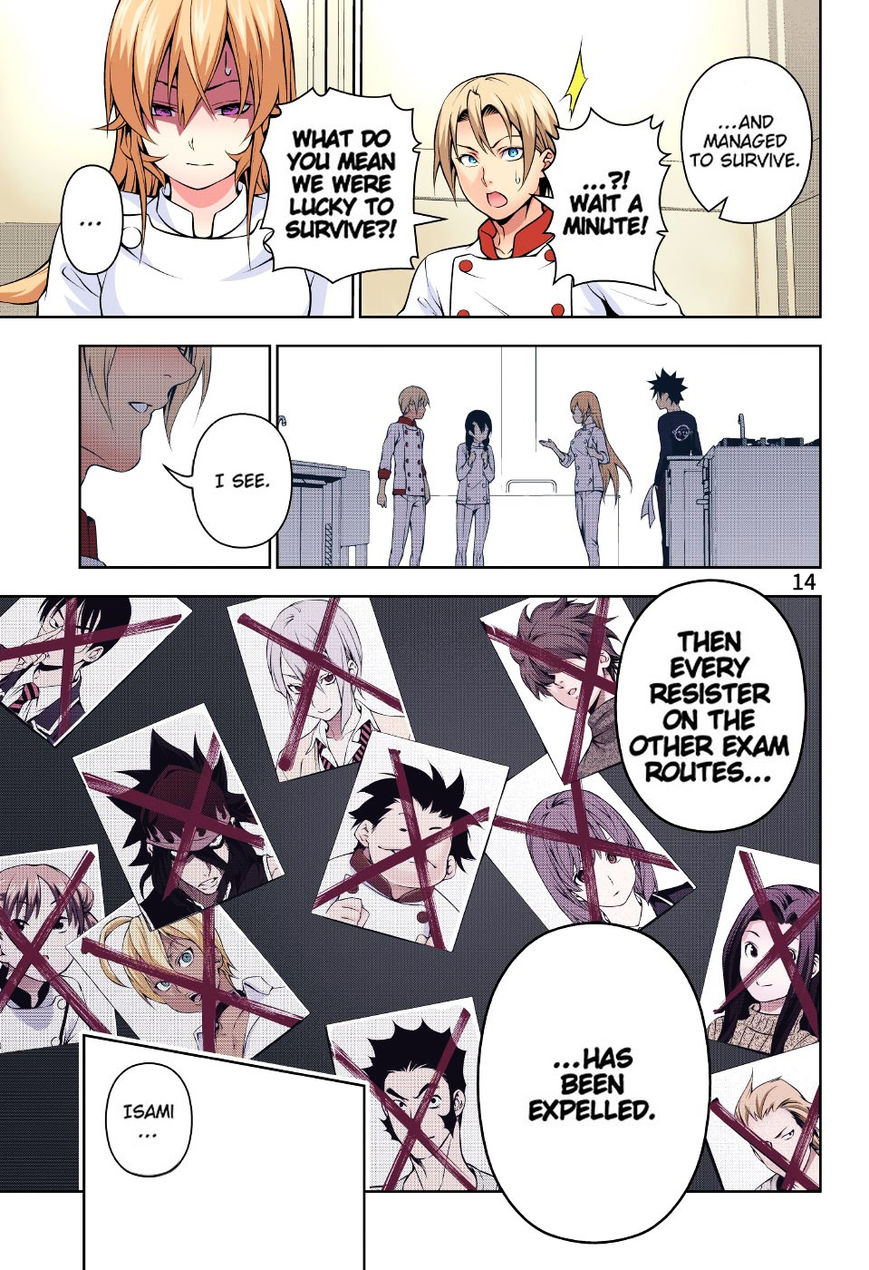 ...AND
MANAGED
TO SURVIVE.
...?!
WAIT A
MINUTE!
WHAT DO
YOU MEAN
WE WERE
LUCKY TO
SURVIVE?!
...
I SEE.
14
THEN
EVERY
RESISTER
ON THE
OTHER EXAM
ROUTES...
...HAS
BEEN
EXPELLED.
ISAMI
...